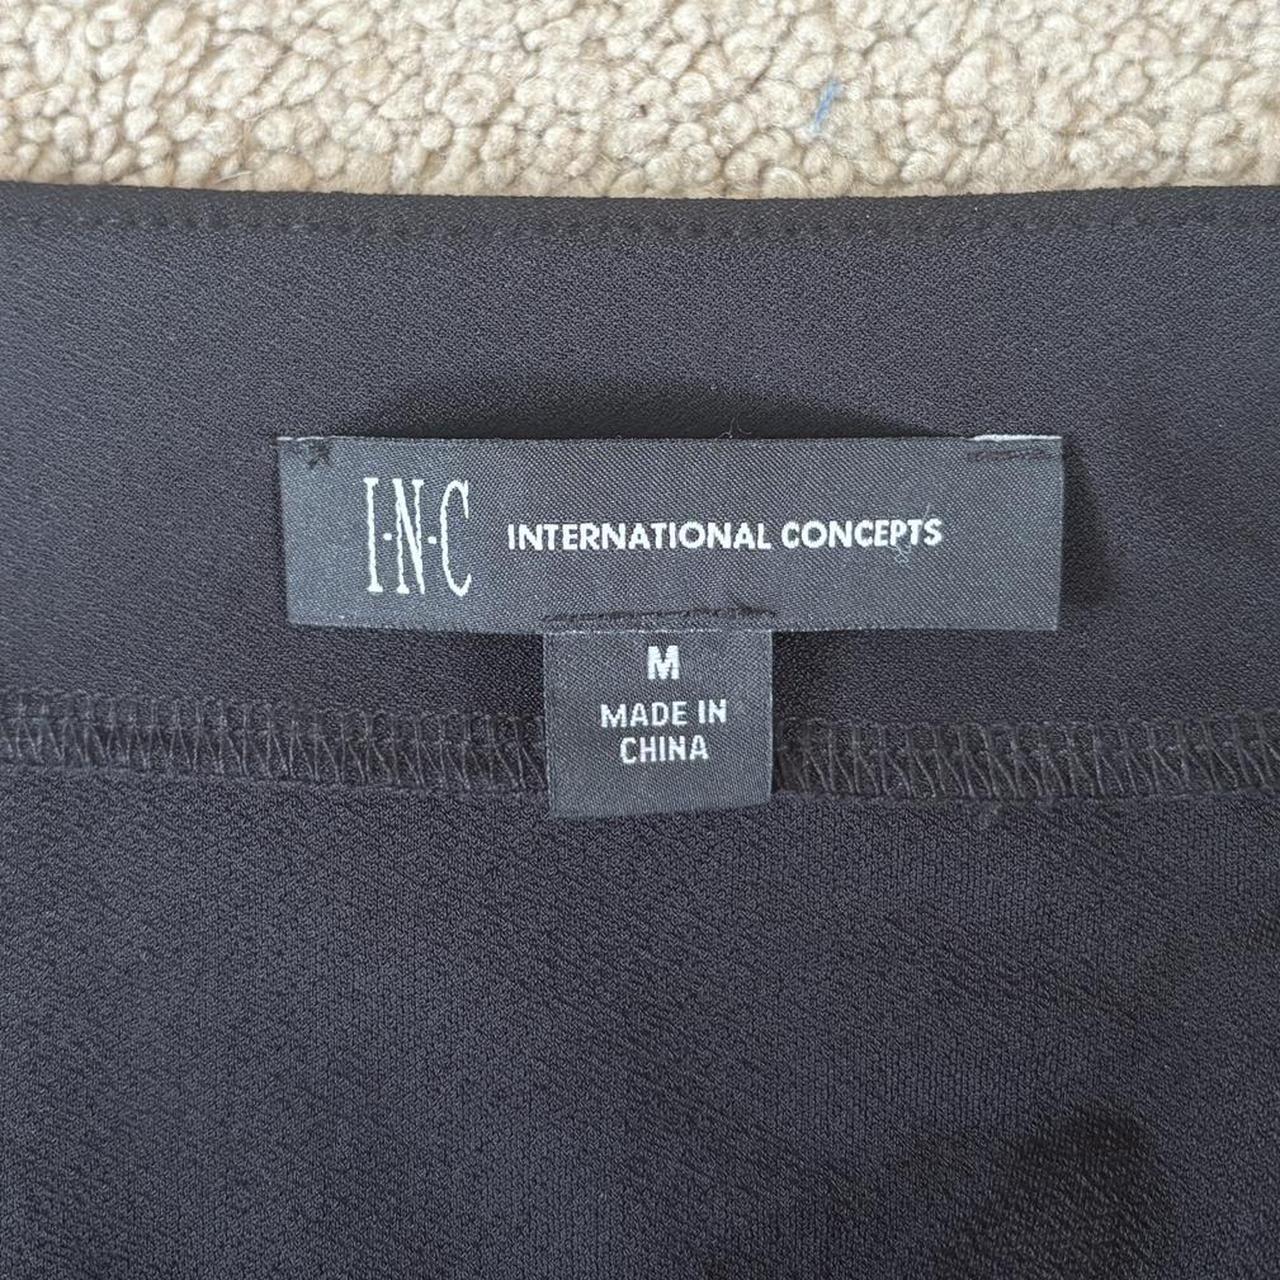 I·N·C INTERNATIONAL CONCEPTS
M
MADE IN
CHINA